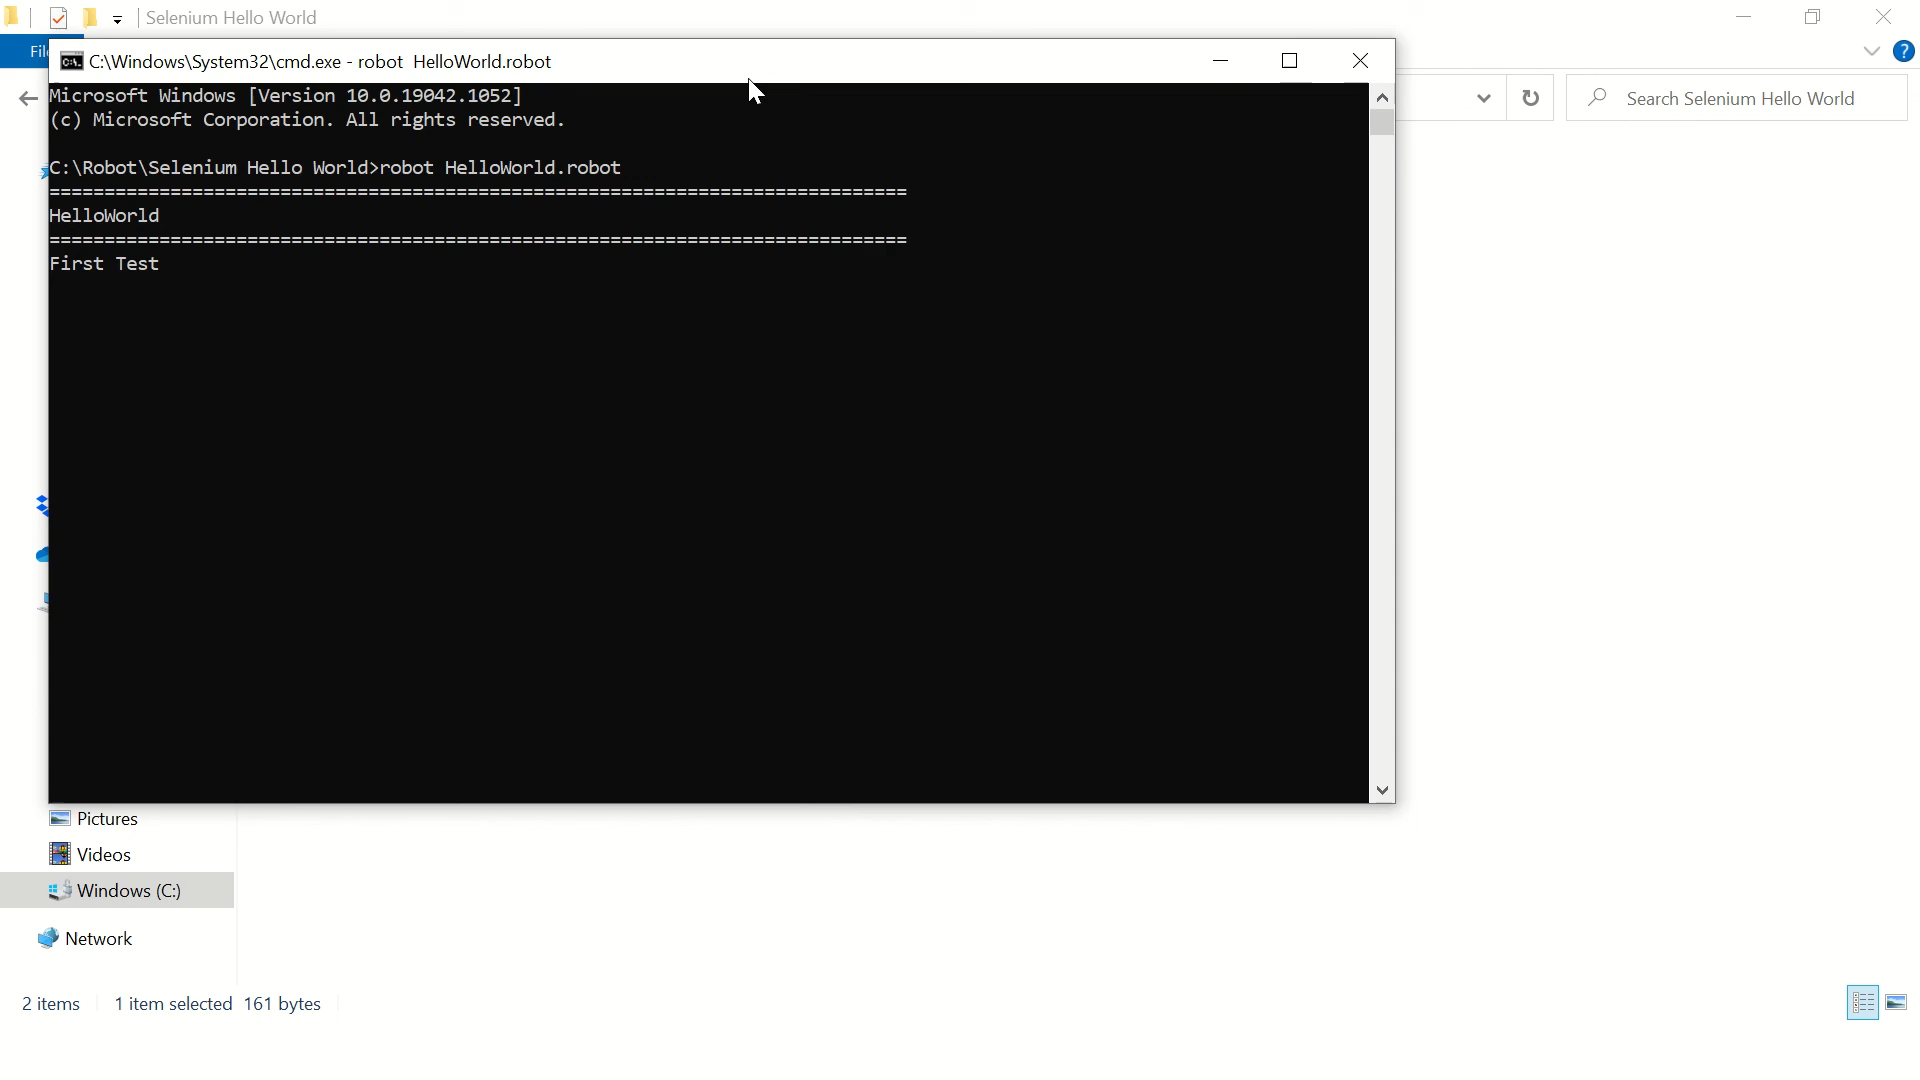 Selenium Hello World
Fil
C:\Windows\System32\cmd.exe - robot  HelloWorld.robot
Search Selenium Hello World
Microsoft Windows [Version 10.0.19042.1052]
(c) Microsoft Corporation. All rights reserved.
C:\Robot\Selenium Hello World>robot HelloWorld.robot
==============================================================================
HelloWorld
==============================================================================
First Test
Pictures
Videos
Windows (C:)
Network
2 items
1 item selected 161 bytes